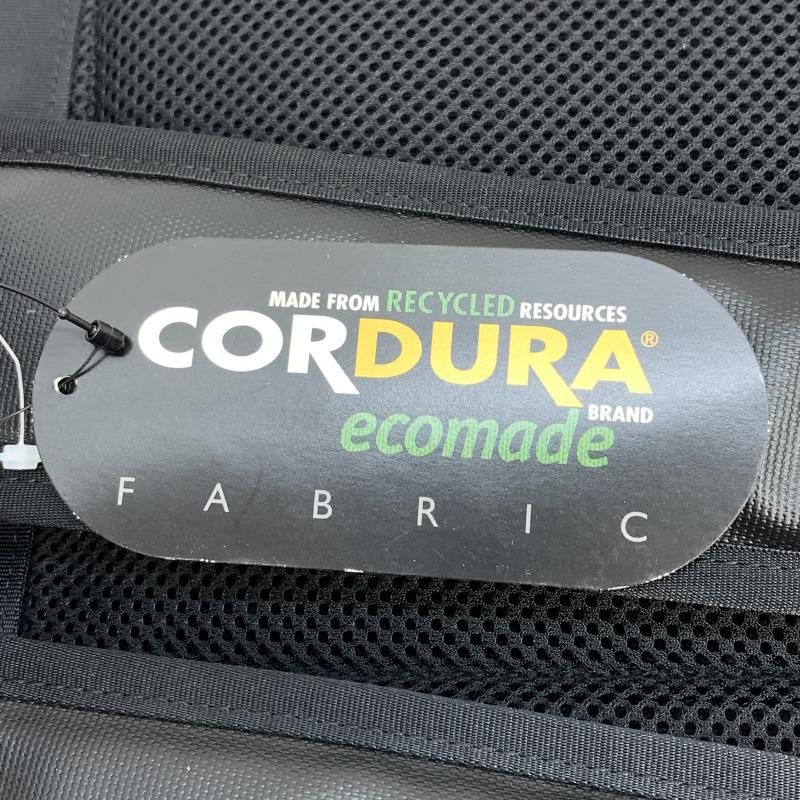 MADE FROM RECYCLED RESOURCES
CORDURA®
BRAND
ecomade
FABRIC